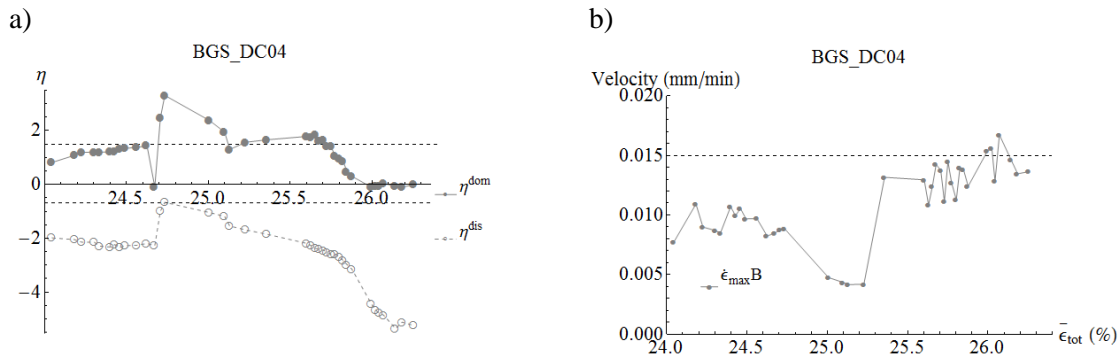 a)
BGS_DC04
η
2
0
−2
−4
24.5
25.0
25.5
26.0
η^dom
η^dis
b)
BGS_DC04
Velocity (mm/min)
0.020
0.015
0.010
0.005
0.000
24.0
24.5
25.0
25.5
26.0
ε̇_max B
ε̄_tot (%)